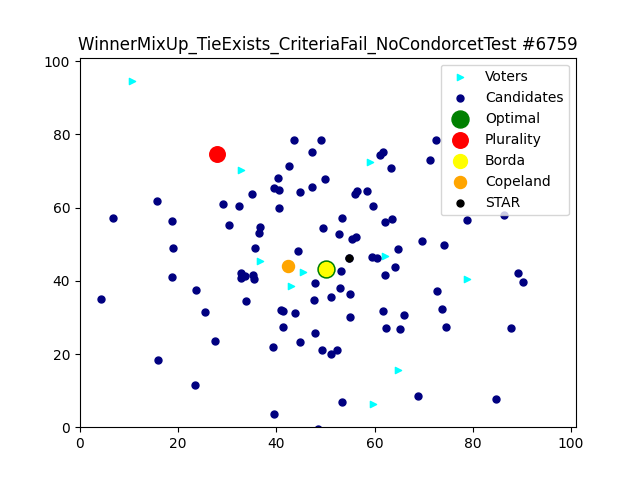 WinnerMixUp_TieExists_CriteriaFail_NoCondorcetTest #6759
100
80
60
40
20
0
0
20
40
60
80
100
Voters
Candidates
Optimal
Plurality
Borda
Copeland
STAR